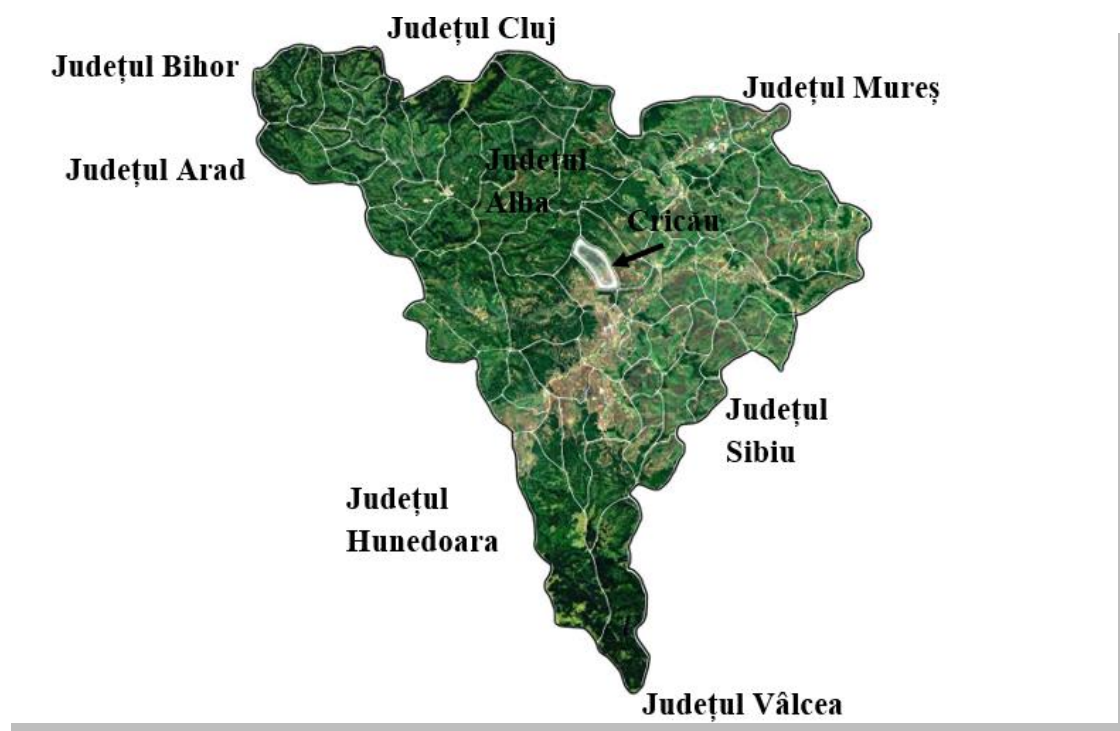 Județul Cluj
Județul Bihor
Județul Mureș
Județul Arad
Județul
Alba
Cricău
Județul
Sibiu
Județul
Hunedoara
Județul Vâlcea